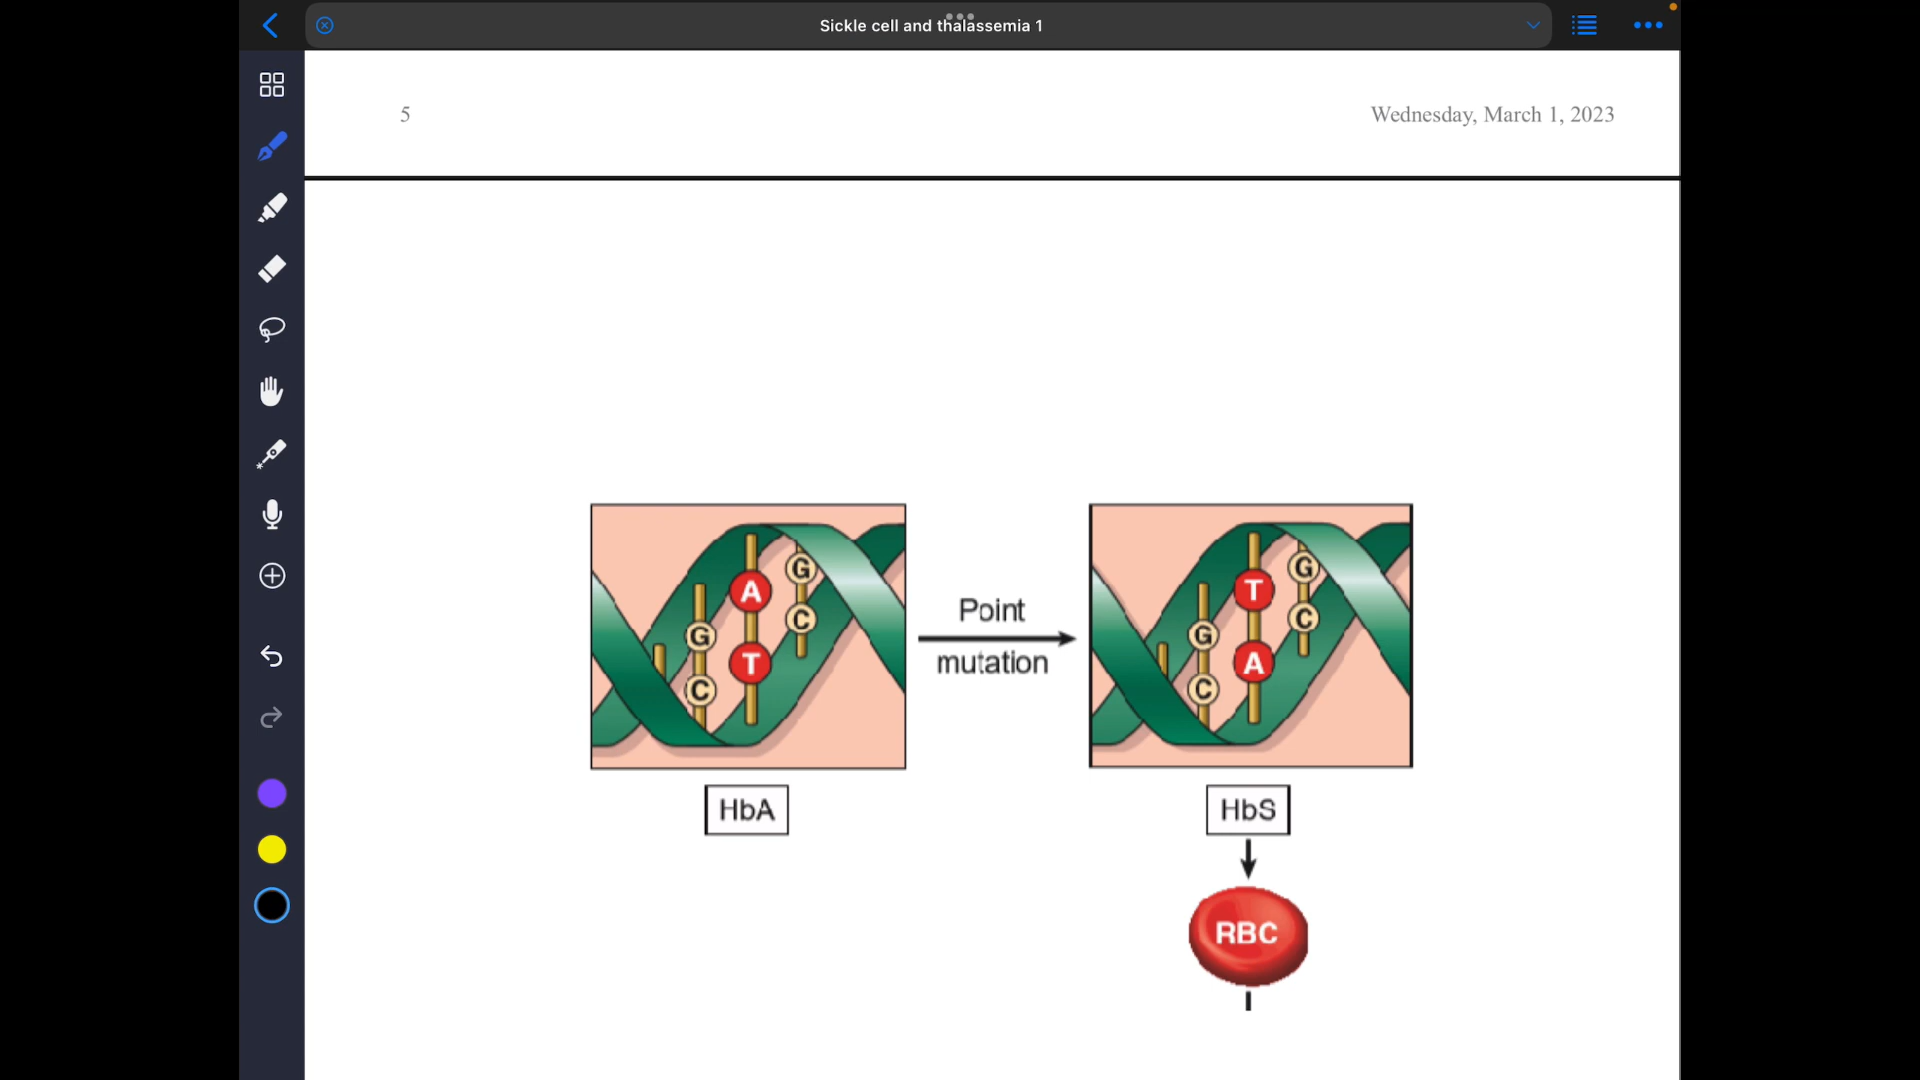 Sickle cell and thalassemia 1
5
Wednesday, March 1, 2023
A
G
G
C
C
T
Point
mutation
T
G
G
C
C
A
HbA
HbS
RBC